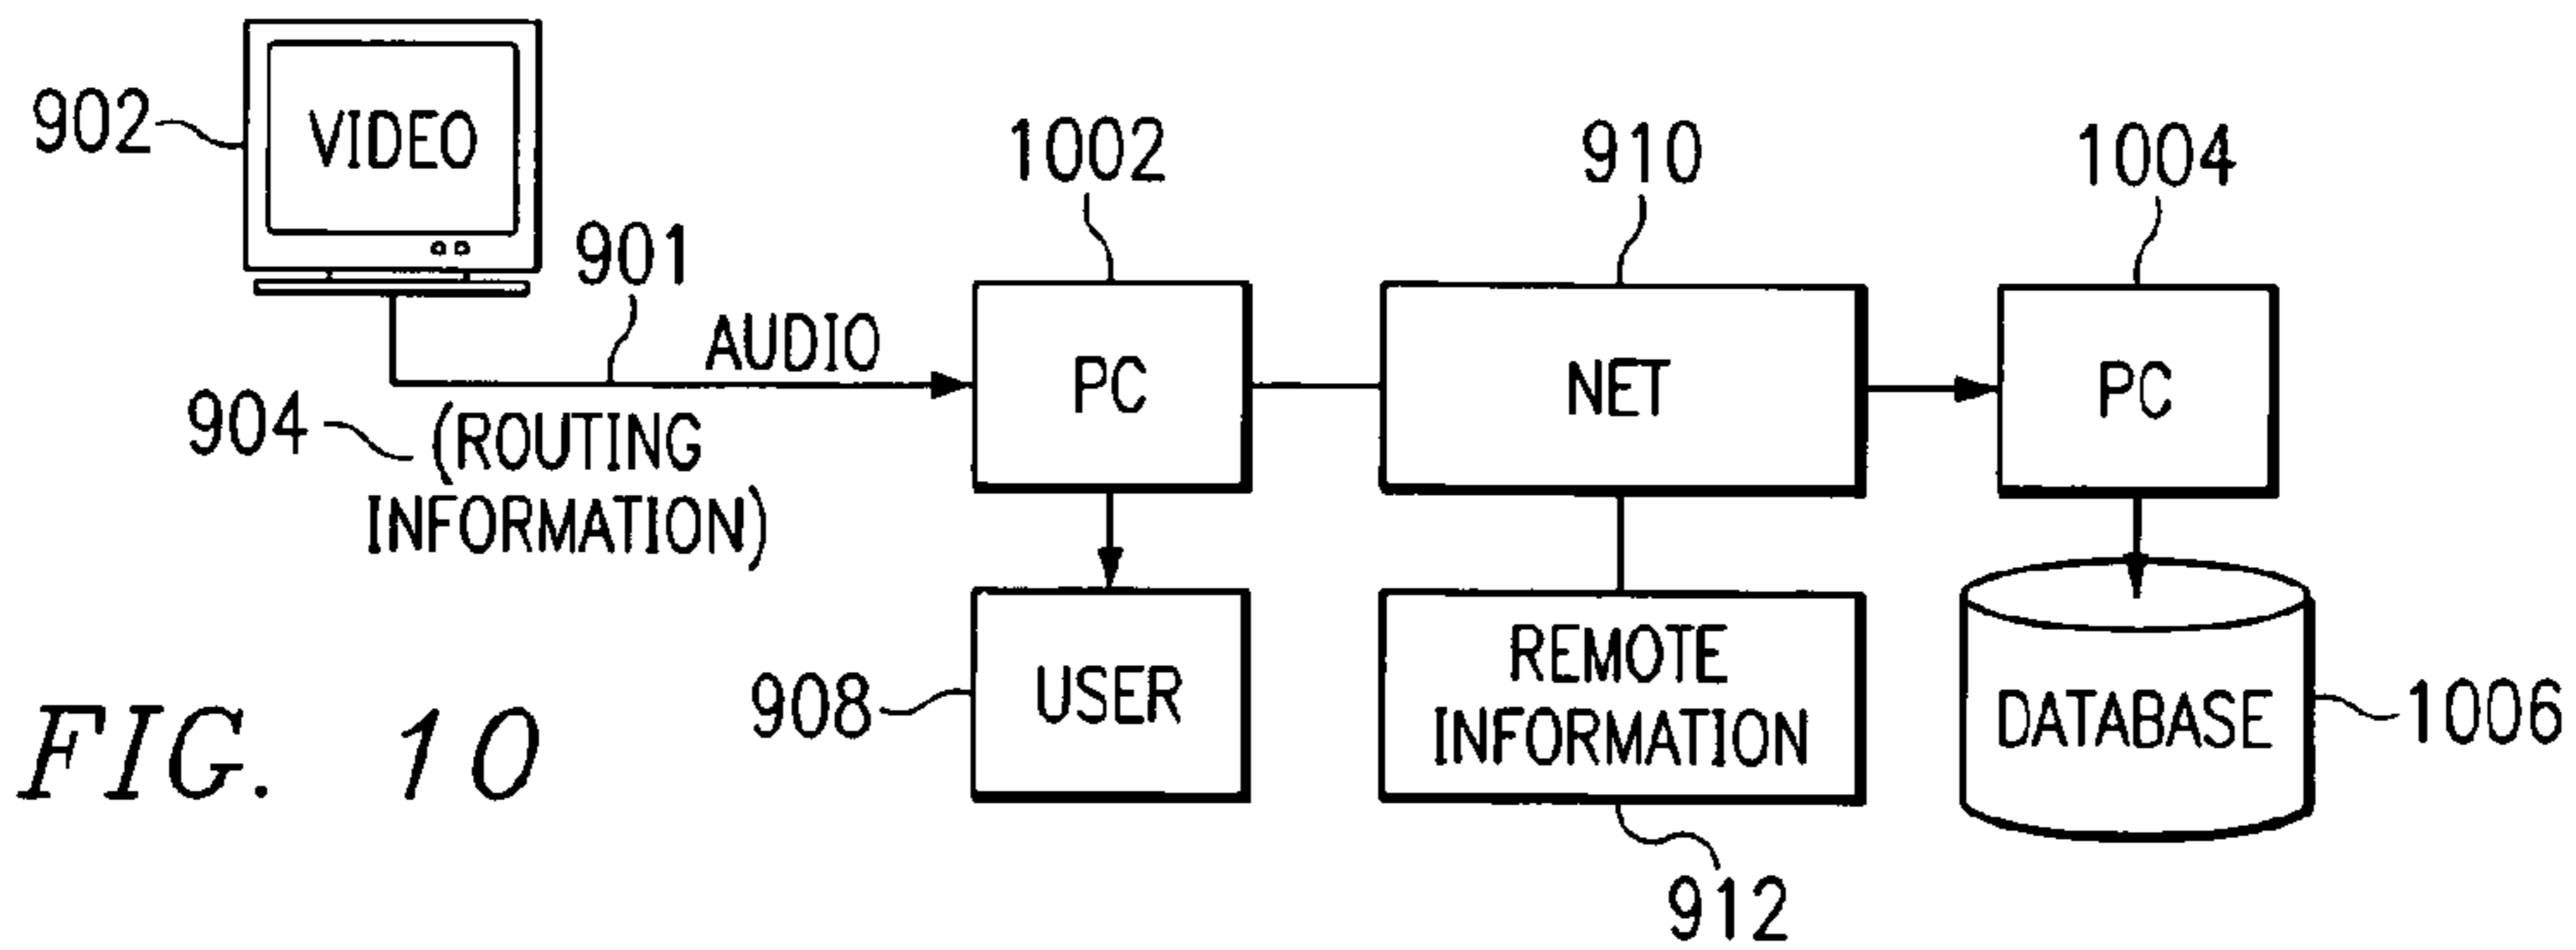 902
VIDEO
901
AUDIO
904
(ROUTING
INFORMATION)
1002
PC
910
NET
1004
PC
908
USER
REMOTE
INFORMATION
912
DATABASE
1006
FIG. 10